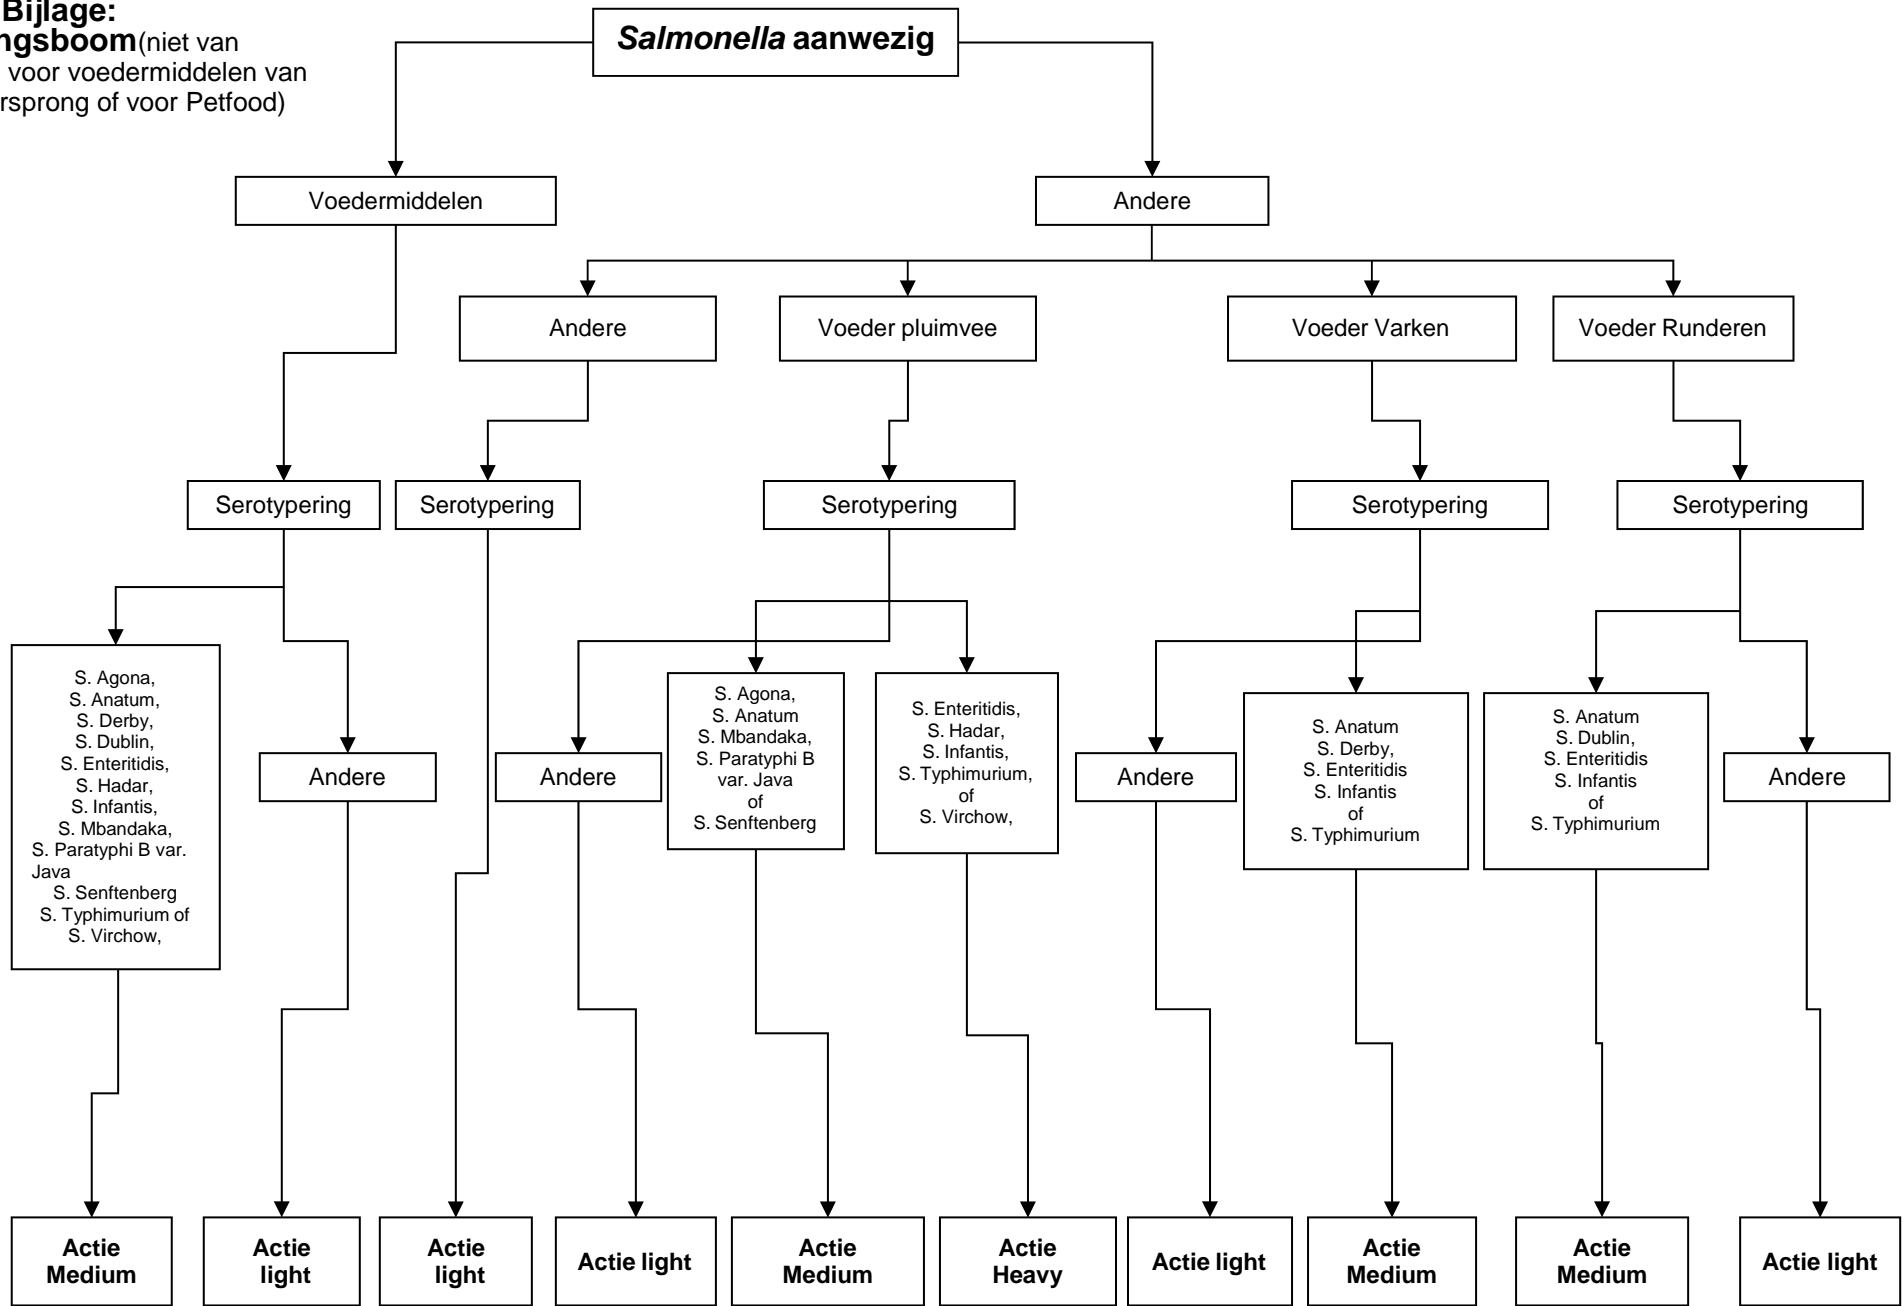 Bijlage:
ngsboom(niet van
voor voedermiddelen van
rsprong of voor Petfood)
Salmonella aanwezig
Voedermiddelen
Andere
Andere
Voeder pluimvee
Voeder Varken
Voeder Runderen
Serotypering
Serotypering
Serotypering
Serotypering
Serotypering
S. Agona,
S. Anatum,
S. Derby,
S. Dublin,
S. Enteritidis,
S. Hadar,
S. Infantis,
S. Mbandaka,
S. Paratyphi B var.
Java
S. Senftenberg
S. Typhimurium of
S. Virchow,
Andere
Andere
S. Agona,
S. Anatum
S. Mbandaka,
S. Paratyphi B
var. Java
of
S. Senftenberg
S. Enteritidis,
S. Hadar,
S. Infantis,
S. Typhimurium,
of
S. Virchow,
Andere
S. Anatum
S. Derby,
S. Enteritidis
S. Infantis
of
S. Typhimurium
S. Anatum
S. Dublin,
S. Enteritidis
S. Infantis
of
S. Typhimurium
Andere
Actie
Medium
Actie
light
Actie
light
Actie light
Actie
Medium
Actie
Heavy
Actie light
Actie
Medium
Actie
Medium
Actie light